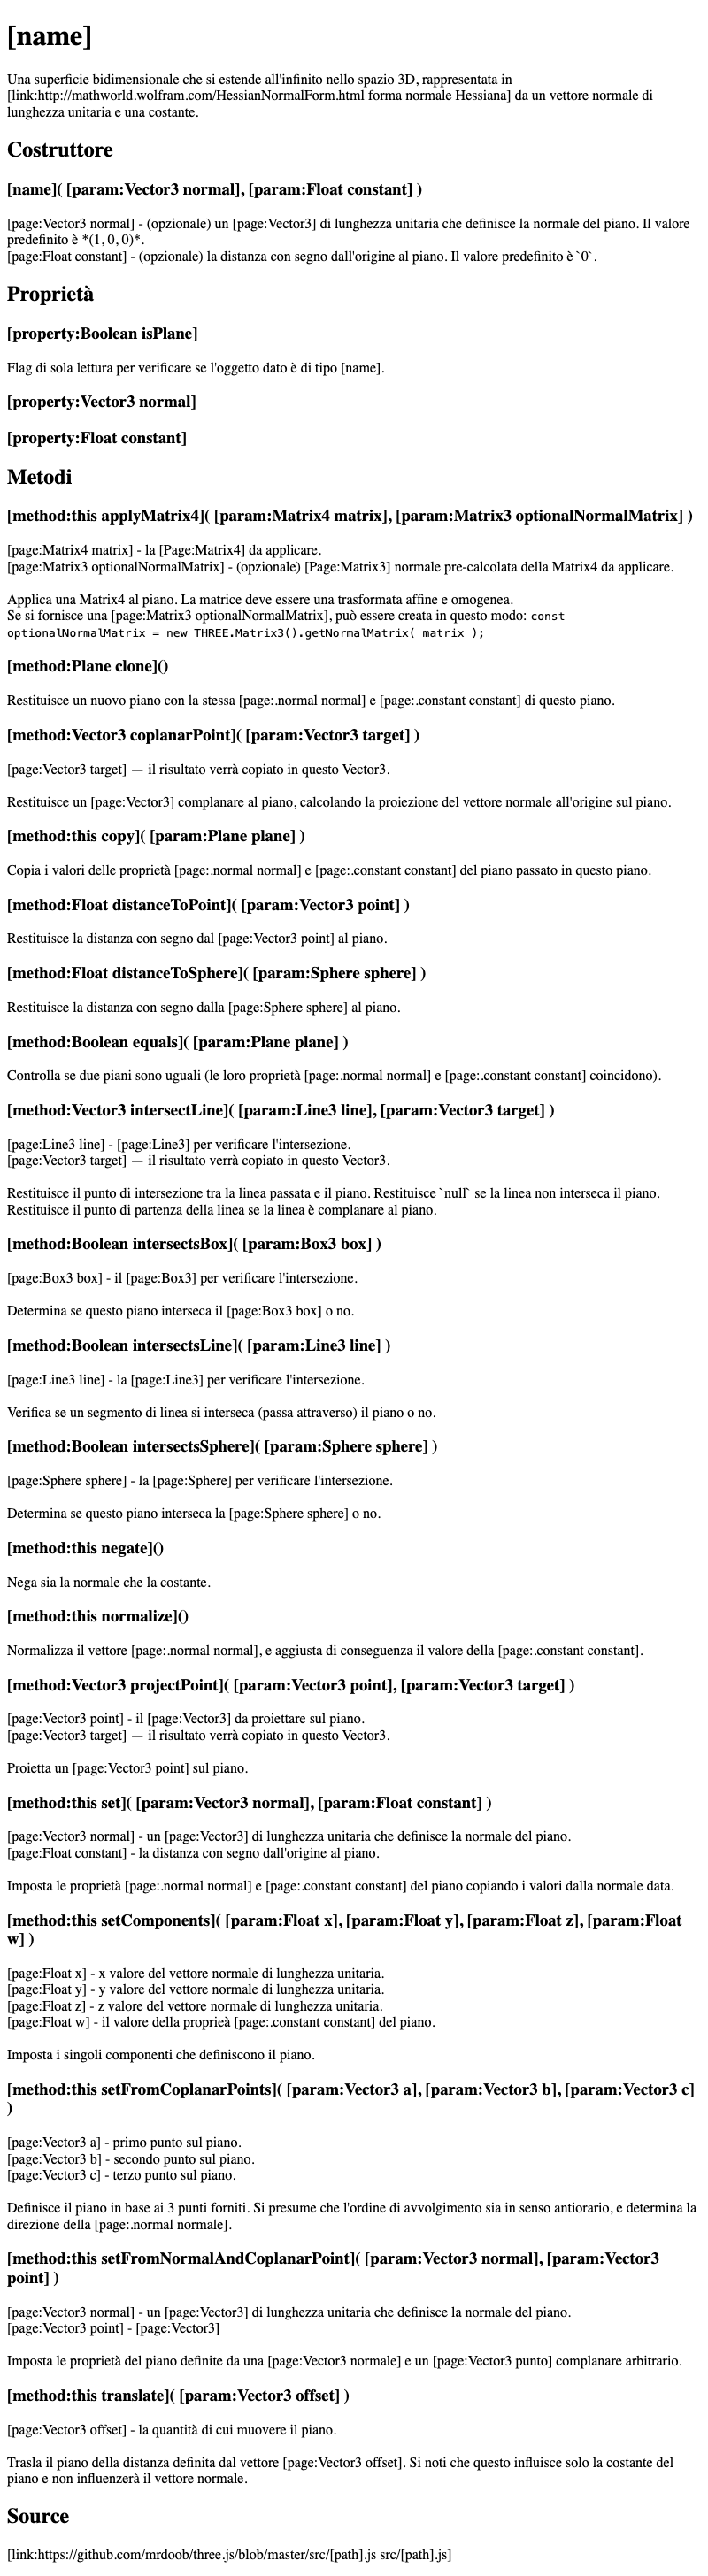 [name]
Una superficie bidimensionale che si estende all'infinito nello spazio 3D, rappresentata in
[link:http://mathworld.wolfram.com/HessianNormalForm.html forma normale Hessiana] da un vettore normale di
lunghezza unitaria e una costante.
Costruttore
[name]( [param:Vector3 normal], [param:Float constant] )
[page:Vector3 normal] - (opzionale) un [page:Vector3] di lunghezza unitaria che definisce la normale del piano. Il valore
predefinito è *(1, 0, 0)*.
[page:Float constant] - (opzionale) la distanza con segno dall'origine al piano. Il valore predefinito è `0`.
Proprietà
[property:Boolean isPlane]
Flag di sola lettura per verificare se l'oggetto dato è di tipo [name].
[property:Vector3 normal]
[property:Float constant]
Metodi
[method:this applyMatrix4]( [param:Matrix4 matrix], [param:Matrix3 optionalNormalMatrix] )
[page:Matrix4 matrix] - la [Page:Matrix4] da applicare.
[page:Matrix3 optionalNormalMatrix] - (opzionale) [Page:Matrix3] normale pre-calcolata della Matrix4 da applicare.
Applica una Matrix4 al piano. La matrice deve essere una trasformata affine e omogenea.
Se si fornisce una [page:Matrix3 optionalNormalMatrix], può essere creata in questo modo: const
optionalNormalMatrix = new THREE.Matrix3().getNormalMatrix( matrix );
[method:Plane clone]()
Restituisce un nuovo piano con la stessa [page:.normal normal] e [page:.constant constant] di questo piano.
[method:Vector3 coplanarPoint]( [param:Vector3 target] )
[page:Vector3 target] — il risultato verrà copiato in questo Vector3.
Restituisce un [page:Vector3] complanare al piano, calcolando la proiezione del vettore normale all'origine sul piano.
[method:this copy]( [param:Plane plane] )
Copia i valori delle proprietà [page:.normal normal] e [page:.constant constant] del piano passato in questo piano.
[method:Float distanceToPoint]( [param:Vector3 point] )
Restituisce la distanza con segno dal [page:Vector3 point] al piano.
[method:Float distanceToSphere]( [param:Sphere sphere] )
Restituisce la distanza con segno dalla [page:Sphere sphere] al piano.
[method:Boolean equals]( [param:Plane plane] )
Controlla se due piani sono uguali (le loro proprietà [page:.normal normal] e [page:.constant constant] coincidono).
[method:Vector3 intersectLine]( [param:Line3 line], [param:Vector3 target] )
[page:Line3 line] - [page:Line3] per verificare l'intersezione.
[page:Vector3 target] — il risultato verrà copiato in questo Vector3.
Restituisce il punto di intersezione tra la linea passata e il piano. Restituisce `null` se la linea non interseca il piano.
Restituisce il punto di partenza della linea se la linea è complanare al piano.
[method:Boolean intersectsBox]( [param:Box3 box] )
[page:Box3 box] - il [page:Box3] per verificare l'intersezione.
Determina se questo piano interseca il [page:Box3 box] o no.
[method:Boolean intersectsLine]( [param:Line3 line] )
[page:Line3 line] - la [page:Line3] per verificare l'intersezione.
Verifica se un segmento di linea si interseca (passa attraverso) il piano o no.
[method:Boolean intersectsSphere]( [param:Sphere sphere] )
[page:Sphere sphere] - la [page:Sphere] per verificare l'intersezione.
Determina se questo piano interseca la [page:Sphere sphere] o no.
[method:this negate]()
Nega sia la normale che la costante.
[method:this normalize]()
Normalizza il vettore [page:.normal normal], e aggiusta di conseguenza il valore della [page:.constant constant].
[method:Vector3 projectPoint]( [param:Vector3 point], [param:Vector3 target] )
[page:Vector3 point] - il [page:Vector3] da proiettare sul piano.
[page:Vector3 target] — il risultato verrà copiato in questo Vector3.
Proietta un [page:Vector3 point] sul piano.
[method:this set]( [param:Vector3 normal], [param:Float constant] )
[page:Vector3 normal] - un [page:Vector3] di lunghezza unitaria che definisce la normale del piano.
[page:Float constant] - la distanza con segno dall'origine al piano.
Imposta le proprietà [page:.normal normal] e [page:.constant constant] del piano copiando i valori dalla normale data.
[method:this setComponents]( [param:Float x], [param:Float y], [param:Float z], [param:Float
w] )
[page:Float x] - x valore del vettore normale di lunghezza unitaria.
[page:Float y] - y valore del vettore normale di lunghezza unitaria.
[page:Float z] - z valore del vettore normale di lunghezza unitaria.
[page:Float w] - il valore della proprieà [page:.constant constant] del piano.
Imposta i singoli componenti che definiscono il piano.
[method:this setFromCoplanarPoints]( [param:Vector3 a], [param:Vector3 b], [param:Vector3 c]
)
[page:Vector3 a] - primo punto sul piano.
[page:Vector3 b] - secondo punto sul piano.
[page:Vector3 c] - terzo punto sul piano.
Definisce il piano in base ai 3 punti forniti. Si presume che l'ordine di avvolgimento sia in senso antiorario, e determina la
direzione della [page:.normal normale].
[method:this setFromNormalAndCoplanarPoint]( [param:Vector3 normal], [param:Vector3
point] )
[page:Vector3 normal] - un [page:Vector3] di lunghezza unitaria che definisce la normale del piano.
[page:Vector3 point] - [page:Vector3]
Imposta le proprietà del piano definite da una [page:Vector3 normale] e un [page:Vector3 punto] complanare arbitrario.
[method:this translate]( [param:Vector3 offset] )
[page:Vector3 offset] - la quantità di cui muovere il piano.
Trasla il piano della distanza definita dal vettore [page:Vector3 offset]. Si noti che questo influisce solo la costante del
piano e non influenzerà il vettore normale.
Source
[link:https://github.com/mrdoob/three.js/blob/master/src/[path].js src/[path].js]